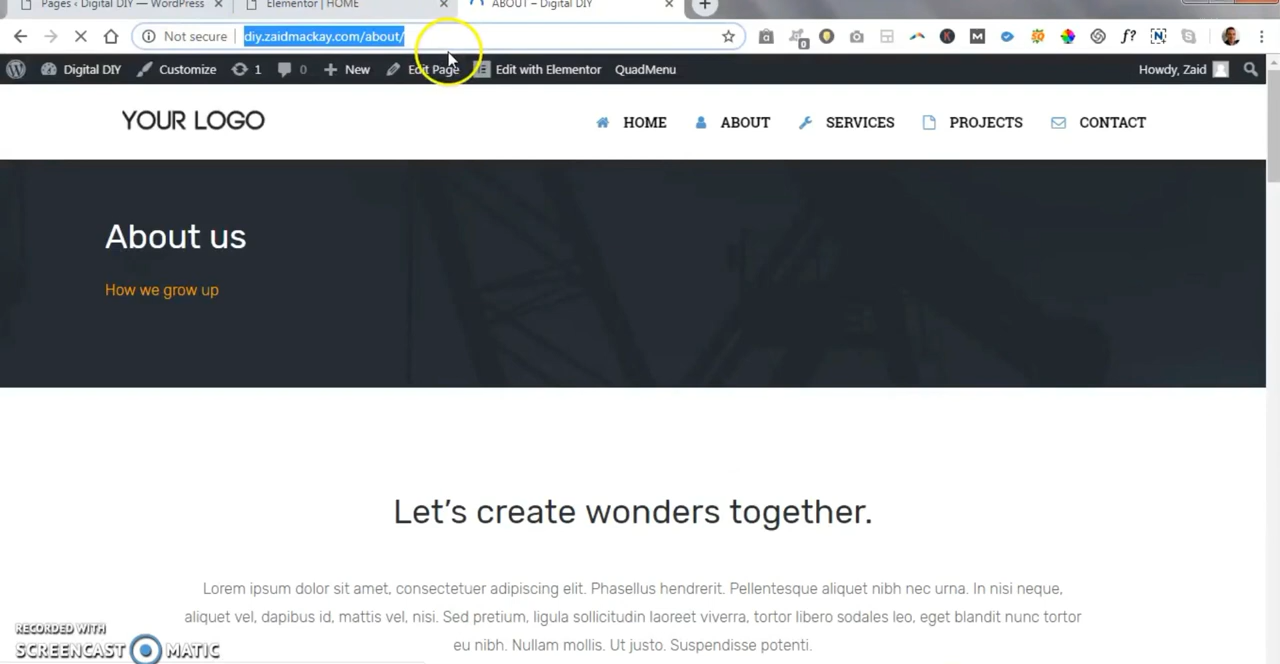 Pages ‹ Digital DIY — WordPress
Elementor | HOME
ABOUT – Digital DIY
Not secure diy.zaidmackay.com/about/
Digital DIY Customize 1 0 New Edit Page Edit with Elementor QuadMenu Howdy, Zaid
YOUR LOGO HOME ABOUT SERVICES PROJECTS CONTACT
About us
How we grow up
Let's create wonders together.
Lorem ipsum dolor sit amet, consectetuer adipiscing elit. Phasellus hendrerit. Pellentesque aliquet nibh nec urna. In nisi neque,
aliquet vel, dapibus id, mattis vel, nisi. Sed pretium, ligula sollicitudin laoreet viverra, tortor libero sodales leo, eget blandit nunc tortor
eu nibh. Nullam mollis. Ut justo. Suspendisse potenti.
RECORDED WITH
SCREENCAST MATIC